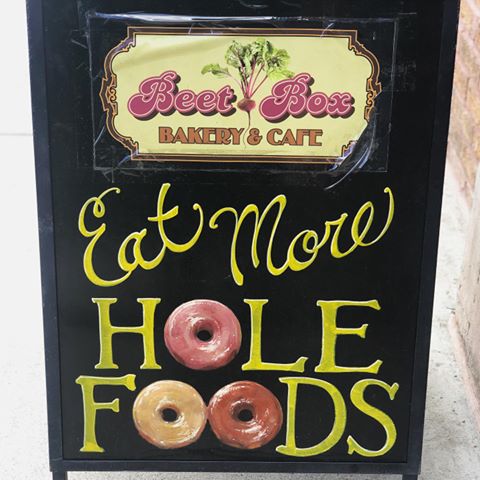 Beet Box
BAKERY & CAFE
Eat More
HOLE
FOODS